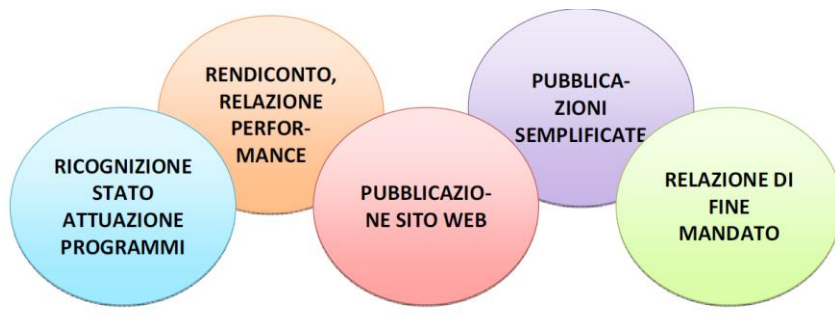 RICOGNIZIONE
STATO
ATTUAZIONE
PROGRAMMI
RENDICONTO,
RELAZIONE
PERFOR-
MANCE
PUBBLICAZIO-
NE SITO WEB
PUBBLICA-
ZIONI
SEMPLIFICATE
RELAZIONE DI
FINE
MANDATO